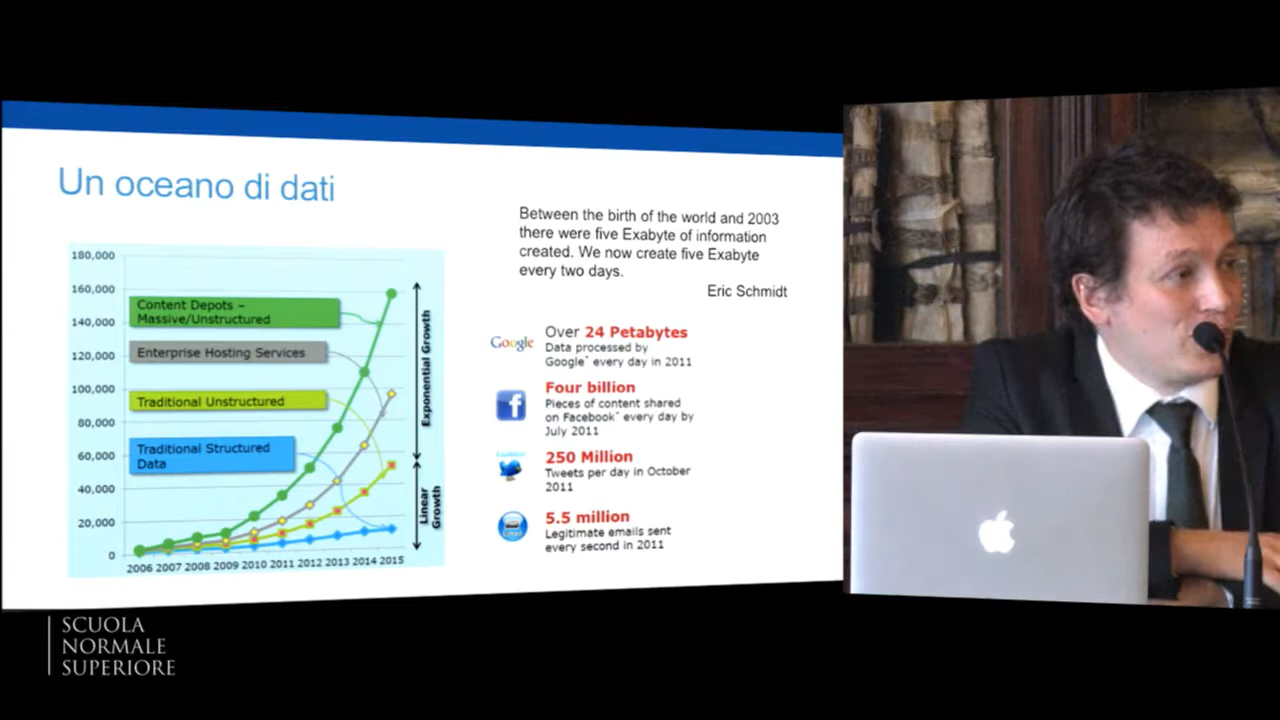 Un oceano di dati
Between the birth of the world and 2003
there were five Exabyte of information
created. We now create five Exabyte
every two days.
Eric Schmidt
180,000
160,000
140,000
120,000
100,000
80,000
60,000
40,000
20,000
0
Content Depots –
Massive/Unstructured
Enterprise Hosting Services
Traditional Unstructured
Traditional Structured
Data
Exponential Growth
Linear
Growth
2006 2007 2008 2009 2010 2011 2012 2013 2014 2015
Google
Over 24 Petabytes
Data processed by
Google* every day in 2011
f
Four billion
Pieces of content shared
on Facebook* every day by
July 2011
250 Million
Tweets per day in October
2011
Email
5.5 million
Legitimate emails sent
every second in 2011
SCUOLA
NORMALE
SUPERIORE